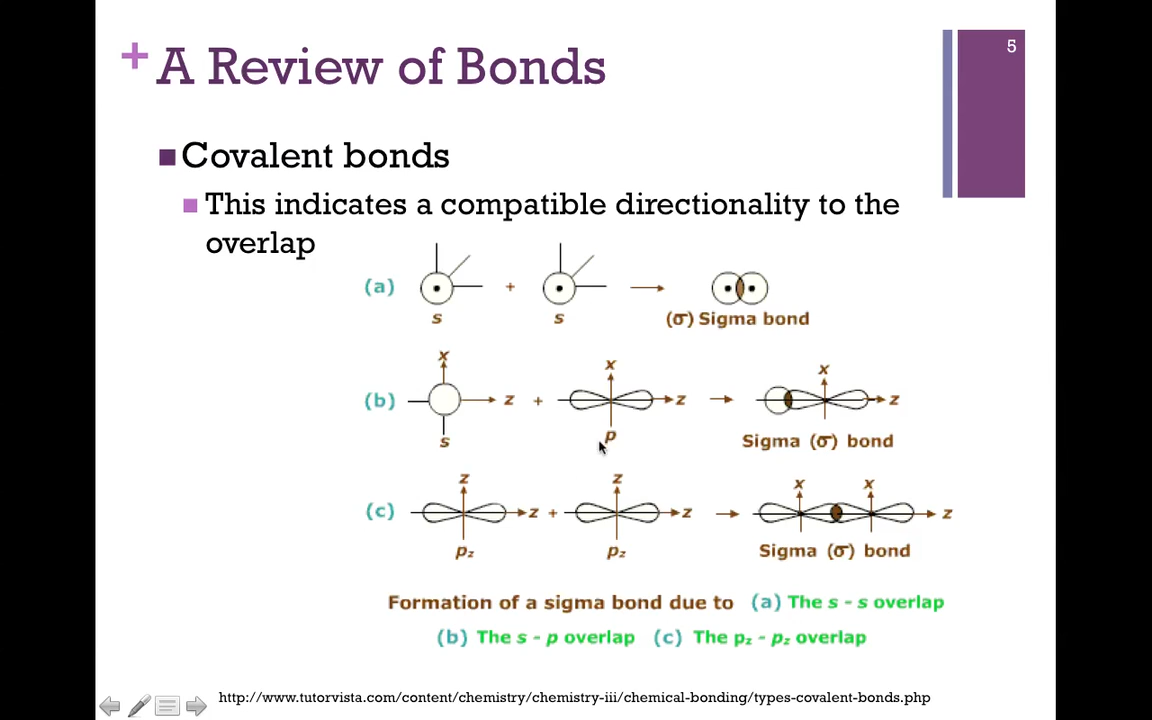 5
+ A Review of Bonds
Covalent bonds
This indicates a compatible directionality to the
overlap
(a) + 
s s (σ) Sigma bond
x x x
(b) z + z z
s p Sigma (σ) bond
z z x x
(c) z + z z
pz pz Sigma (σ) bond
Formation of a sigma bond due to (a) The s - s overlap
(b) The s - p overlap (c) The pz - pz overlap
http://www.tutorvista.com/content/chemistry/chemistry-iii/chemical-bonding/types-covalent-bonds.php